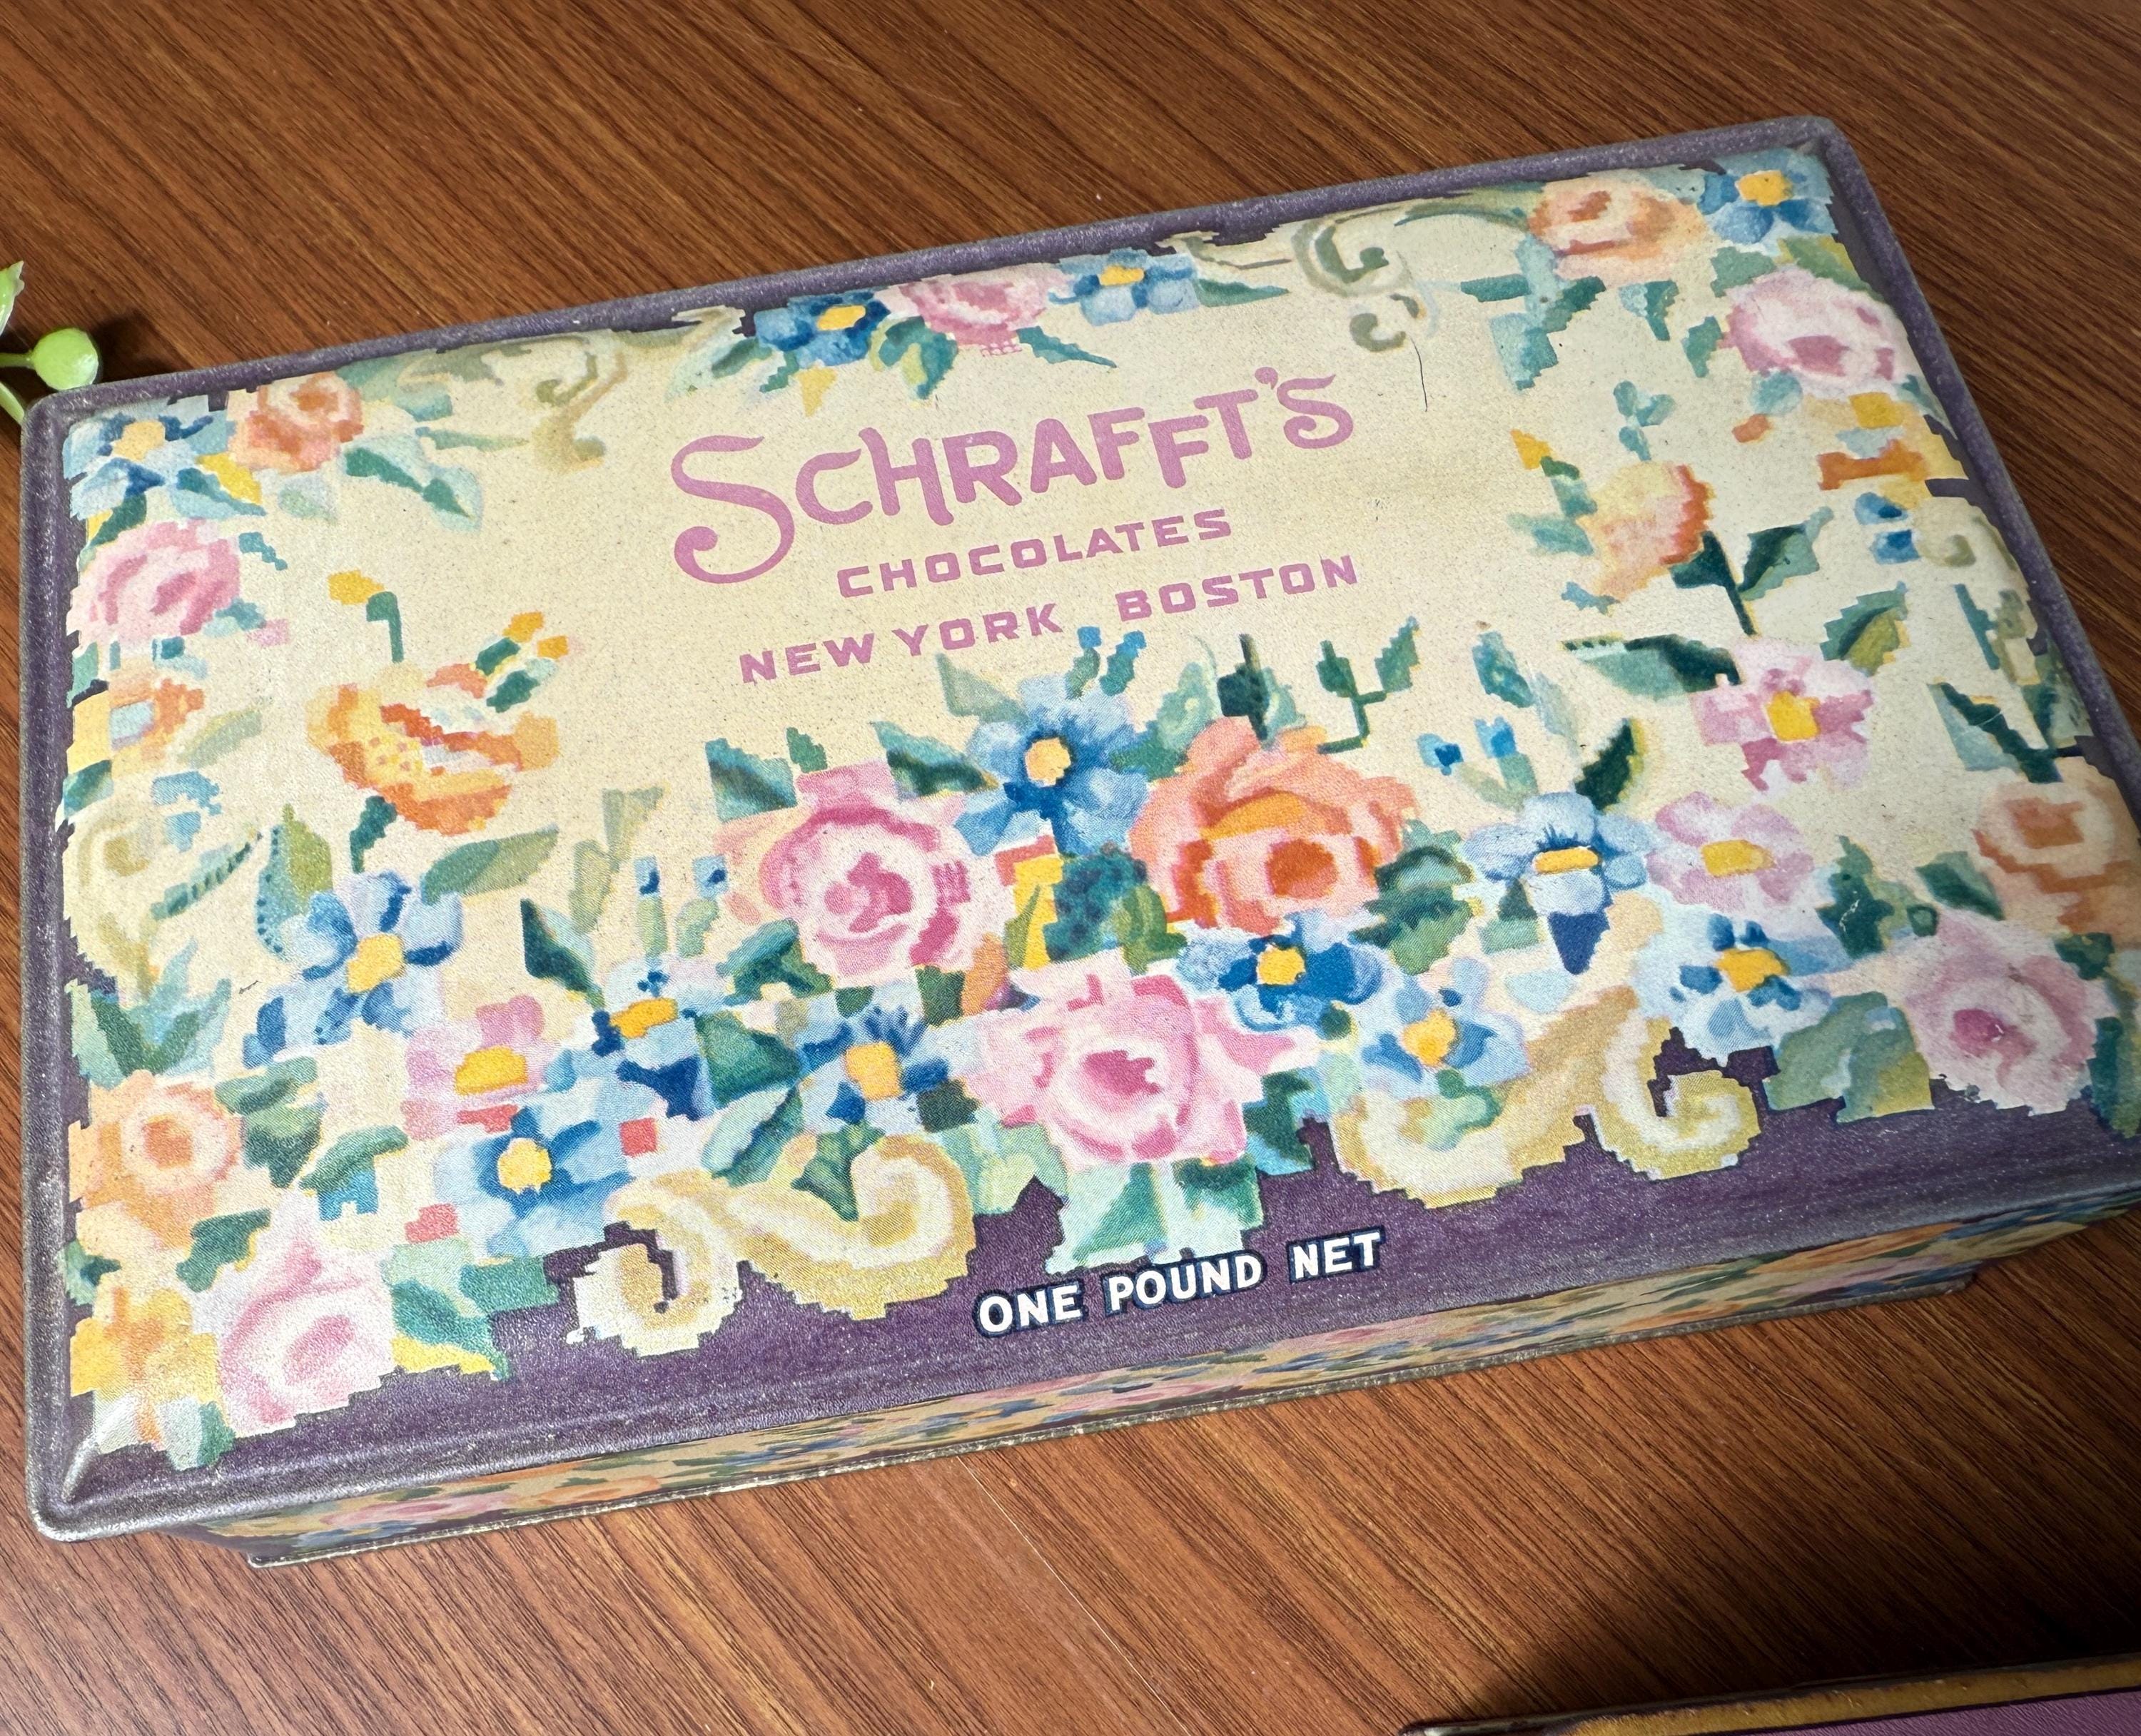 SCHRAFFT'S
CHOCOLATES
NEW YORK BOSTON
ONE POUND NET